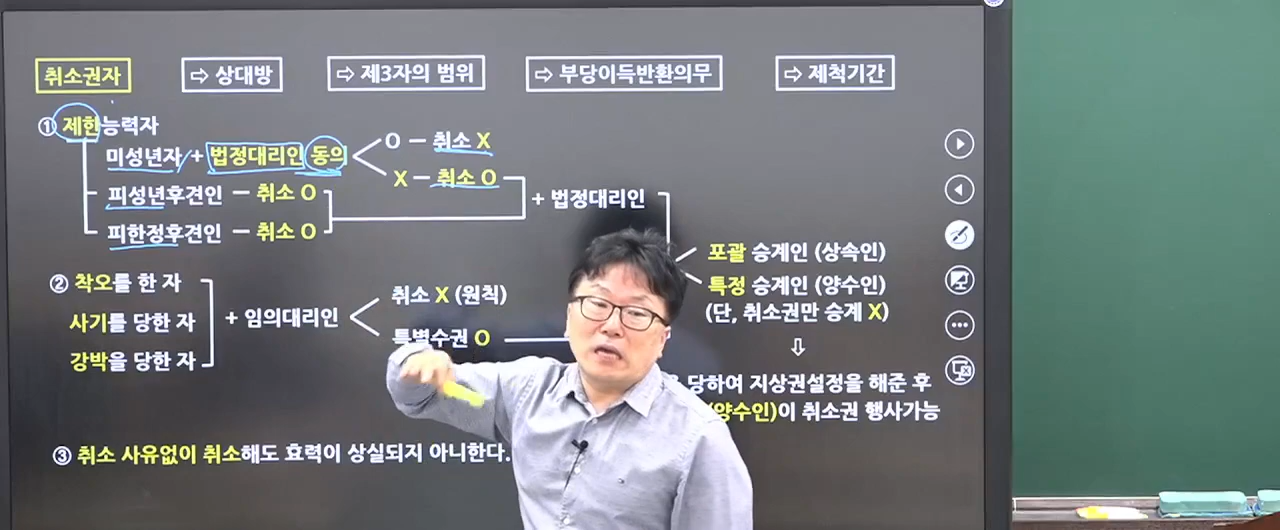 취소권자 ⇨ 상대방 ⇨ 제3자의 범위 ⇨ 부당이득반환의무 ⇨ 제척기간
① 제한능력자
미성년자 + 법정대리인 동의
O - 취소 X
X - 취소 O
피성년후견인 - 취소 O
피한정후견인 - 취소 O
+ 법정대리인
포괄 승계인 (상속인)
특정 승계인 (양수인)
(단, 취소권만 승계 X)
⇩
당하여 지상권설정을 해준 후
(양수인)이 취소권 행사가능
② 착오를 한 자
사기를 당한 자
강박을 당한 자
+ 임의대리인
취소 X (원칙)
특별수권 O
③ 취소 사유없이 취소해도 효력이 상실되지 아니한다.